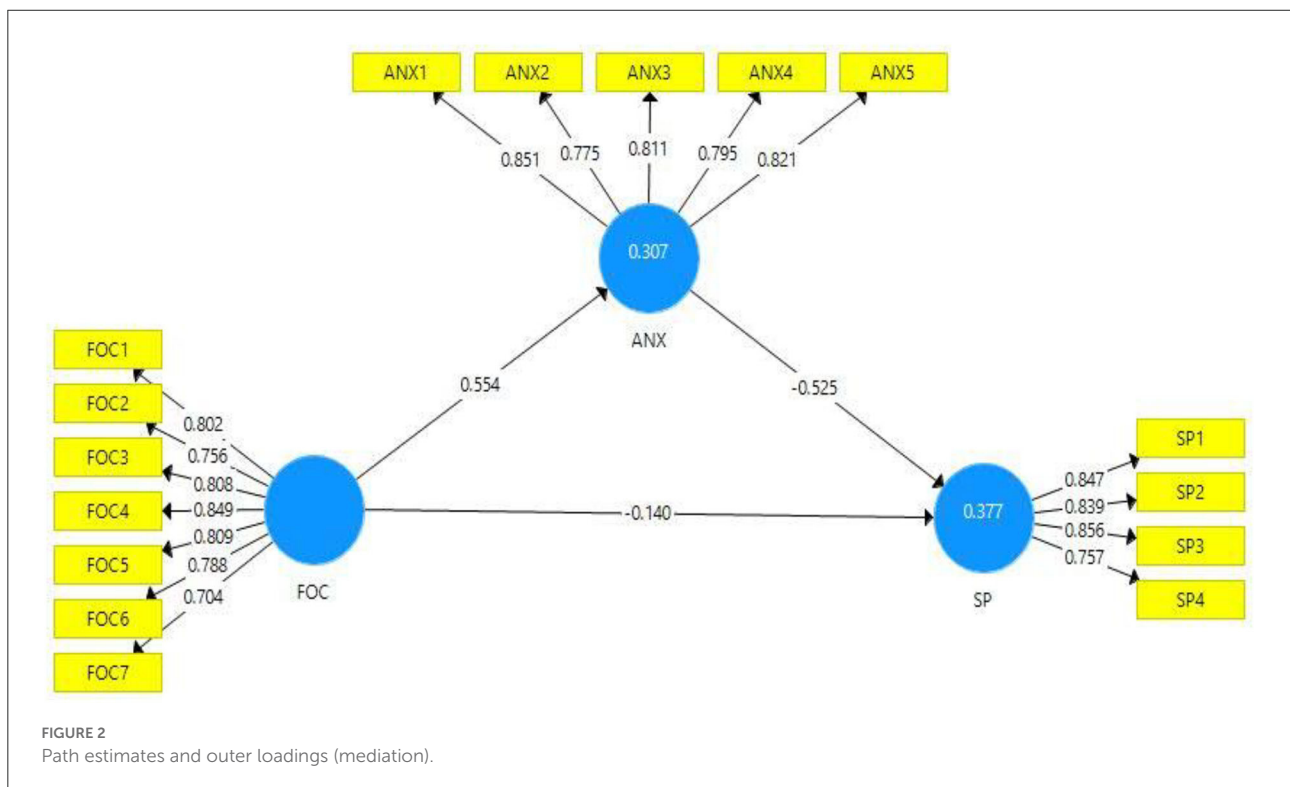 ANX1 ANX2 ANX3 ANX4 ANX5
0.851 0.775 0.811 0.795 0.821
0.307
ANX
FOC1
FOC2
FOC3
FOC4
FOC5
FOC6
FOC7
0.802
0.756
0.808
0.849
0.809
0.788
0.704
FOC
0.554
-0.525
-0.140
0.377
SP
0.847
0.839
0.856
0.757
SP1
SP2
SP3
SP4
FIGURE 2
Path estimates and outer loadings (mediation).